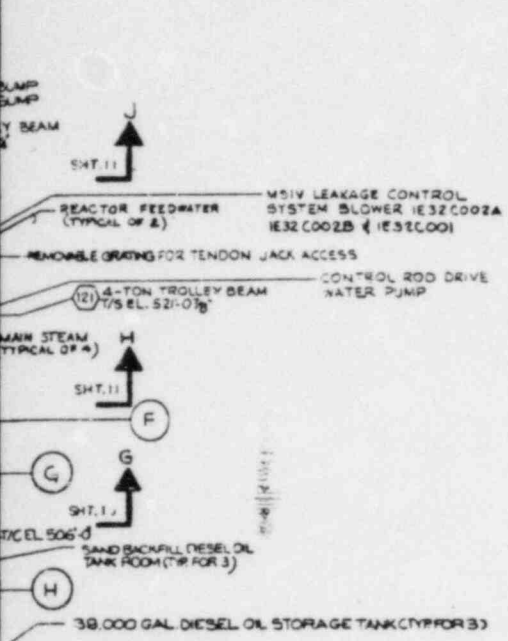 SUMP
SUMP
Y BEAM
J
SHT. 11
REACTOR FEEDWATER
(TYPICAL OF 2)
MSIV LEAKAGE CONTROL
SYSTEM BLOWER 1E32C002A
1E32C002B & 1E32C001
REMOVABLE GRATING FOR TENDON JACK ACCESS
CONTROL ROD DRIVE
WATER PUMP
121 4-TON TROLLEY BEAM
T/S EL. 521'-0⅞"
MAIN STEAM
(TYPICAL OF 4)
H
SHT. 11
F
G
G
SHT.
T/C EL 506'-0
SAND BACKFILL DIESEL OIL
TANK ROOM (TYP. FOR 3)
H
38,000 GAL. DIESEL OIL STORAGE TANK (TYP FOR 3)